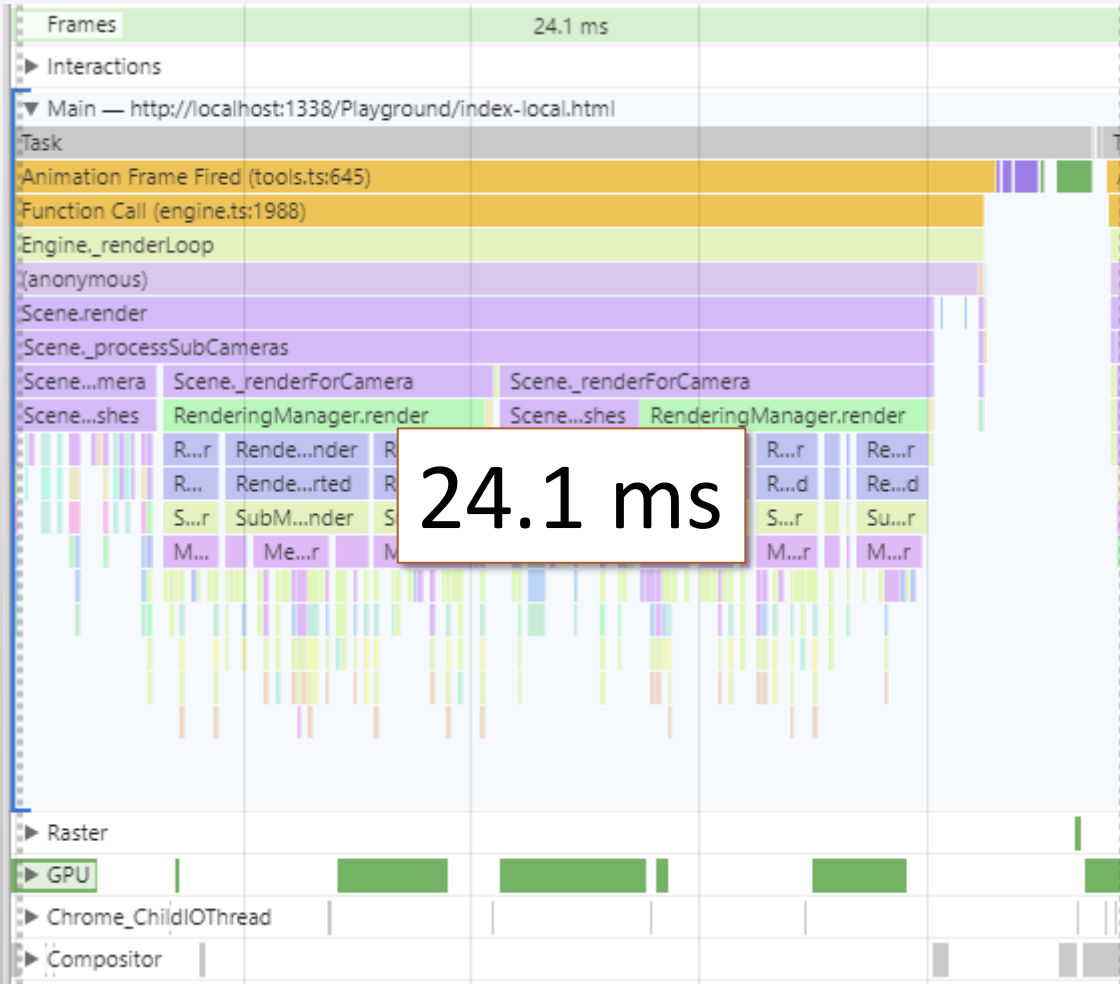 Frames 24.1 ms
Interactions
Main — http://localhost:1338/Playground/index-local.html
Task
Animation Frame Fired (tools.ts:645)
Function Call (engine.ts:1988)
Engine._renderLoop
(anonymous)
Scene.render
Scene._processSubCameras
Scene...mera Scene._renderForCamera Scene._renderForCamera
Scene...shes RenderingManager.render Scene...shes RenderingManager.render
R...r Rende...nder R...r Re...r
R... Rende...rted R...d Re...d
24.1 ms
S...r SubM...nder S...r Su...r
M... Me...r M...r M...r
Raster
GPU
Chrome_ChildIOThread
Compositor